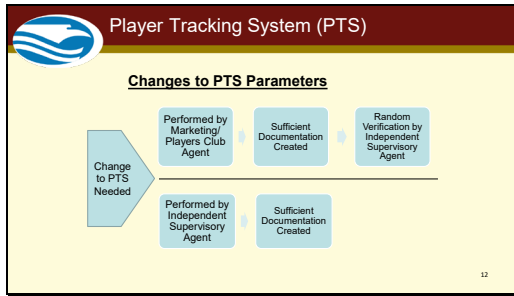 Player Tracking System (PTS)
Changes to PTS Parameters
Change
to PTS
Needed
Performed by
Marketing/
Players Club
Agent
Sufficient
Documentation
Created
Random
Verification by
Independent
Supervisory
Agent
Performed by
Independent
Supervisory
Agent
Sufficient
Documentation
Created
12